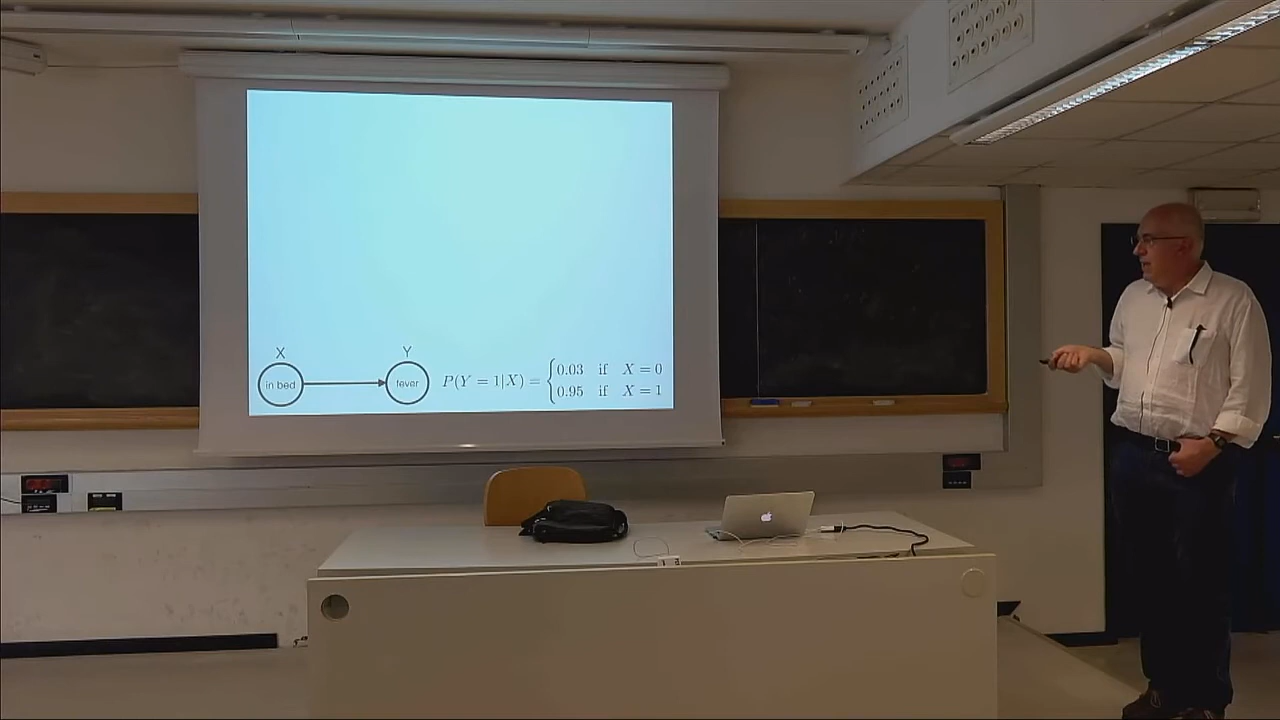 X
Y
in bed
fever
P(Y = 1|X) = { 0.03 if X = 0
0.95 if X = 1